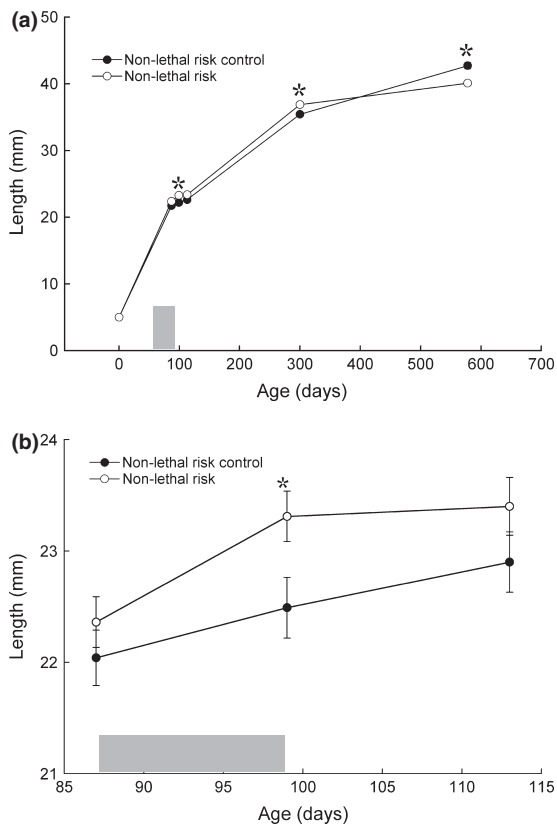 (a)
50
40
30
20
10
0
Length (mm)
Non-lethal risk control
Non-lethal risk
*
*
*
0 100 200 300 400 500 600 700
Age (days)
(b)
24
23
22
21
Length (mm)
Non-lethal risk control
Non-lethal risk
*
85 90 95 100 105 110 115
Age (days)